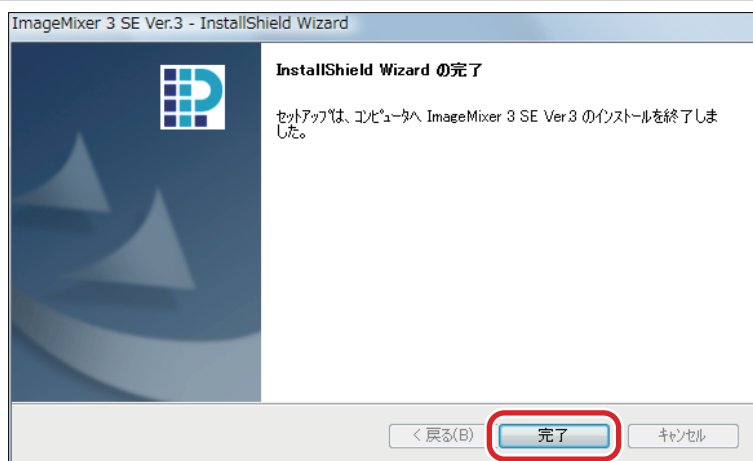 ImageMixer 3 SE Ver.3 - InstallShield Wizard
InstallShield Wizard の完了
セットアップは、コンピュータへ ImageMixer 3 SE Ver.3 のインストールを終了しま
した。
< 戻る(B)
完了
キャンセル